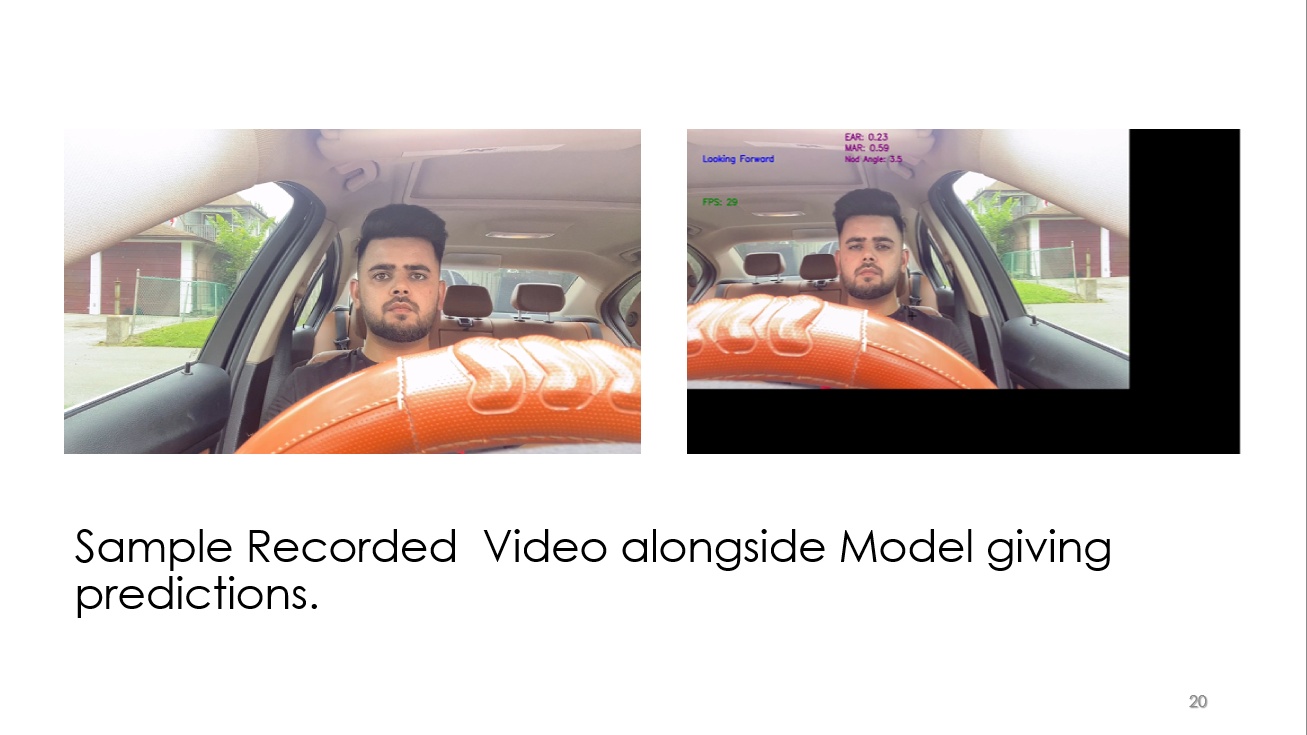 EAR: 0.23
MAR: 0.59
Looking Forward
Nod Angle: 3.5
FPS: 29
Sample Recorded  Video alongside Model giving
predictions.
20